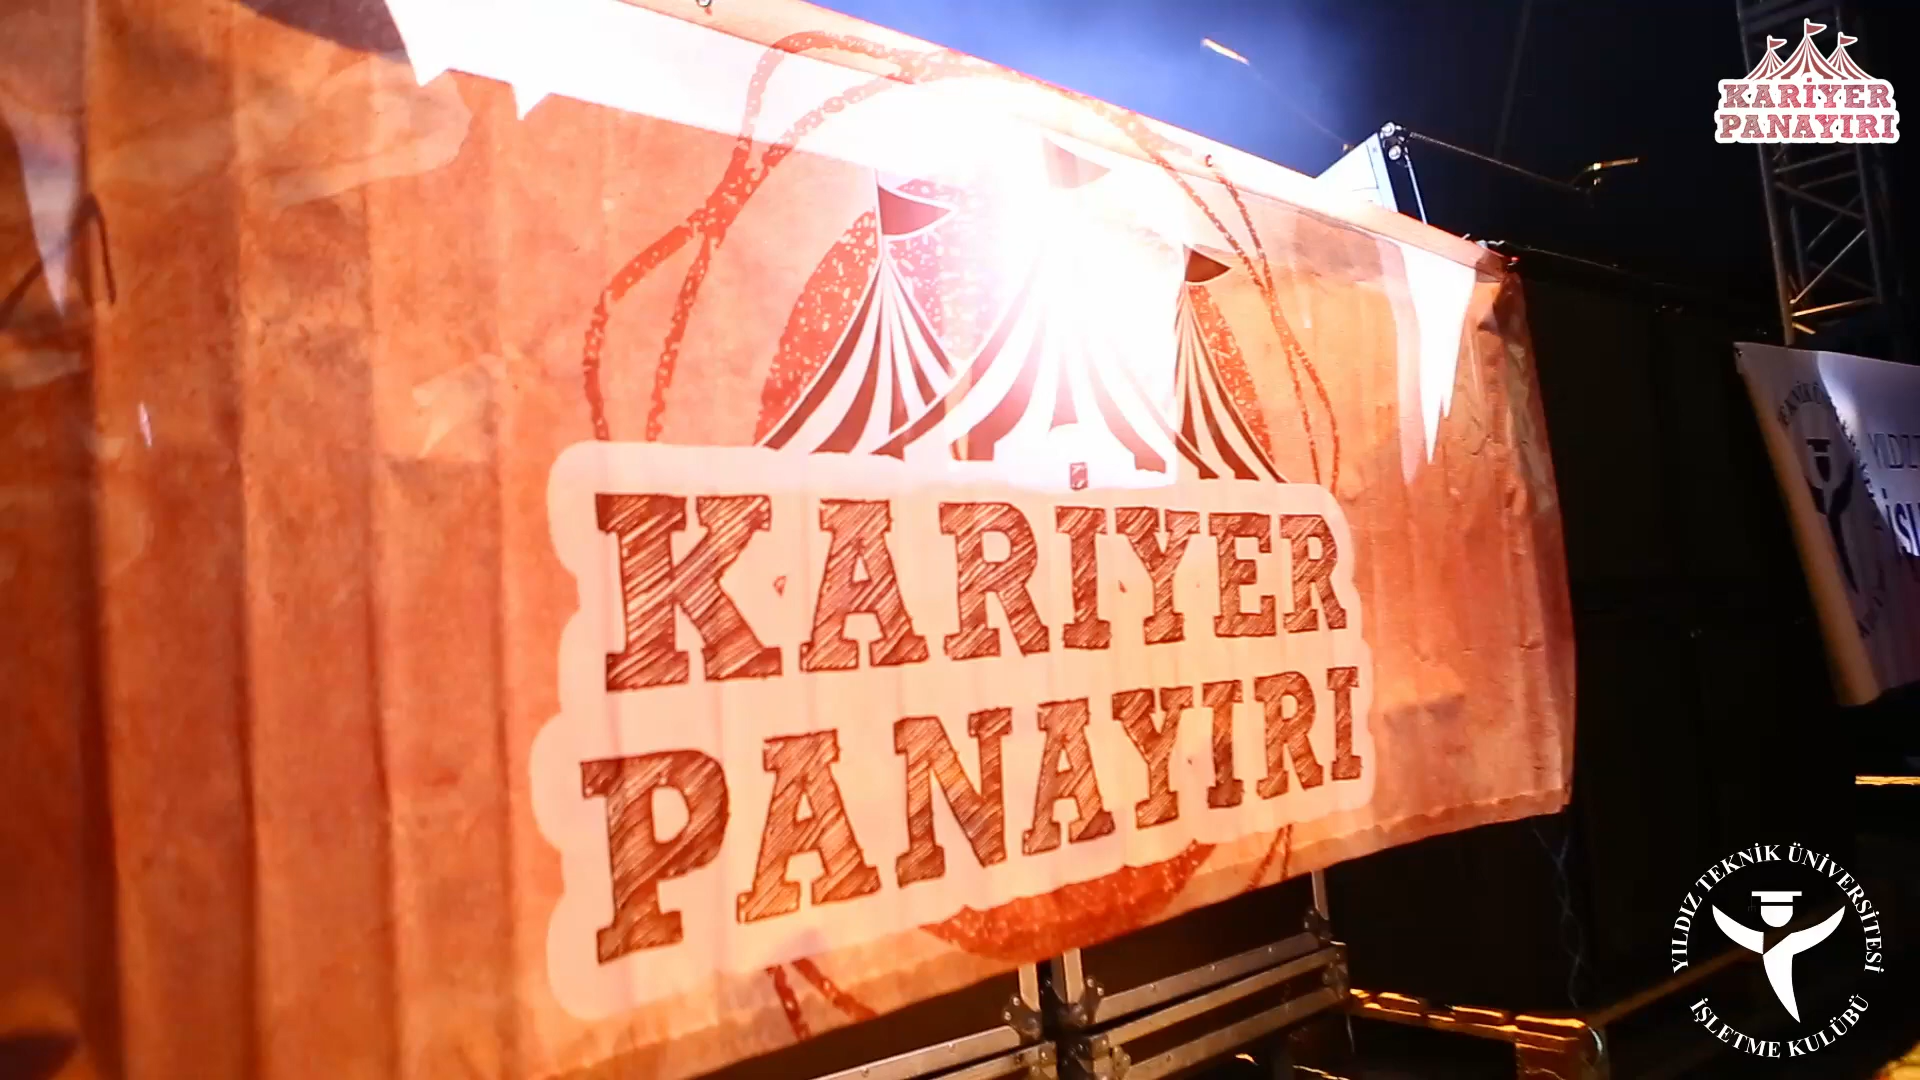 KARİYER
PANAYIRI
KARİYER
PANAYIRI
YILDIZ TEKNİK ÜNİVERSİTESİ
İŞLETME KULÜBÜ